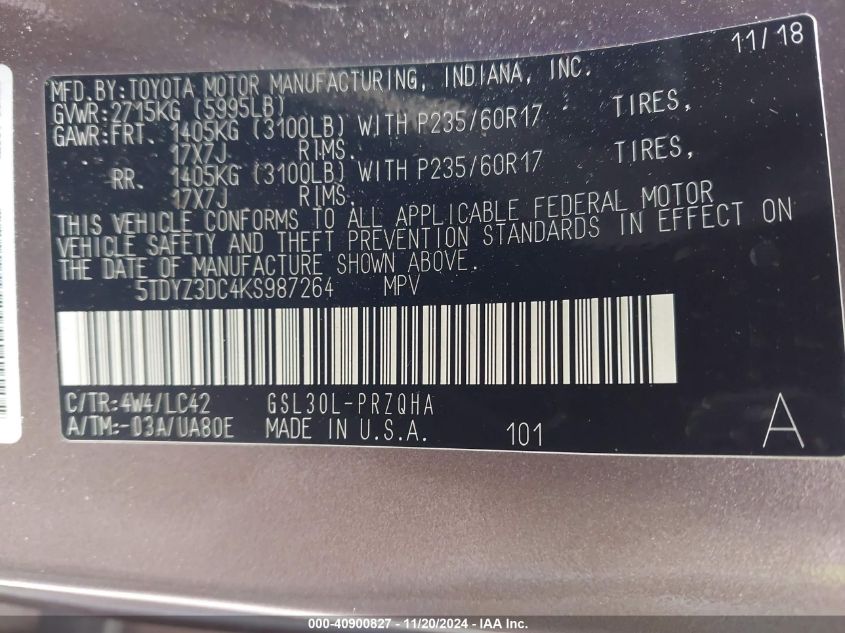 11/18
MFD.BY:TOYOTA MOTOR MANUFACTURING, INDIANA, INC.
GVWR:2715KG (5995LB)
GAWR:FRT. 1405KG (3100LB) WITH P235/60R17 TIRES,
17X7J RIMS.
RR. 1405KG (3100LB) WITH P235/60R17 TIRES,
17X7J RIMS.
THIS VEHICLE CONFORMS TO ALL APPLICABLE FEDERAL MOTOR
VEHICLE SAFETY AND THEFT PREVENTION STANDARDS IN EFFECT ON
THE DATE OF MANUFACTURE SHOWN ABOVE.
5TDYZ3DC4KS987264 MPV
C/TR:4W4/LC42 GSL30L-PRZQHA
A/TM:-03A/UA80E MADE IN U.S.A. 101 A
000-40900827 - 11/20/2024 - IAA Inc.